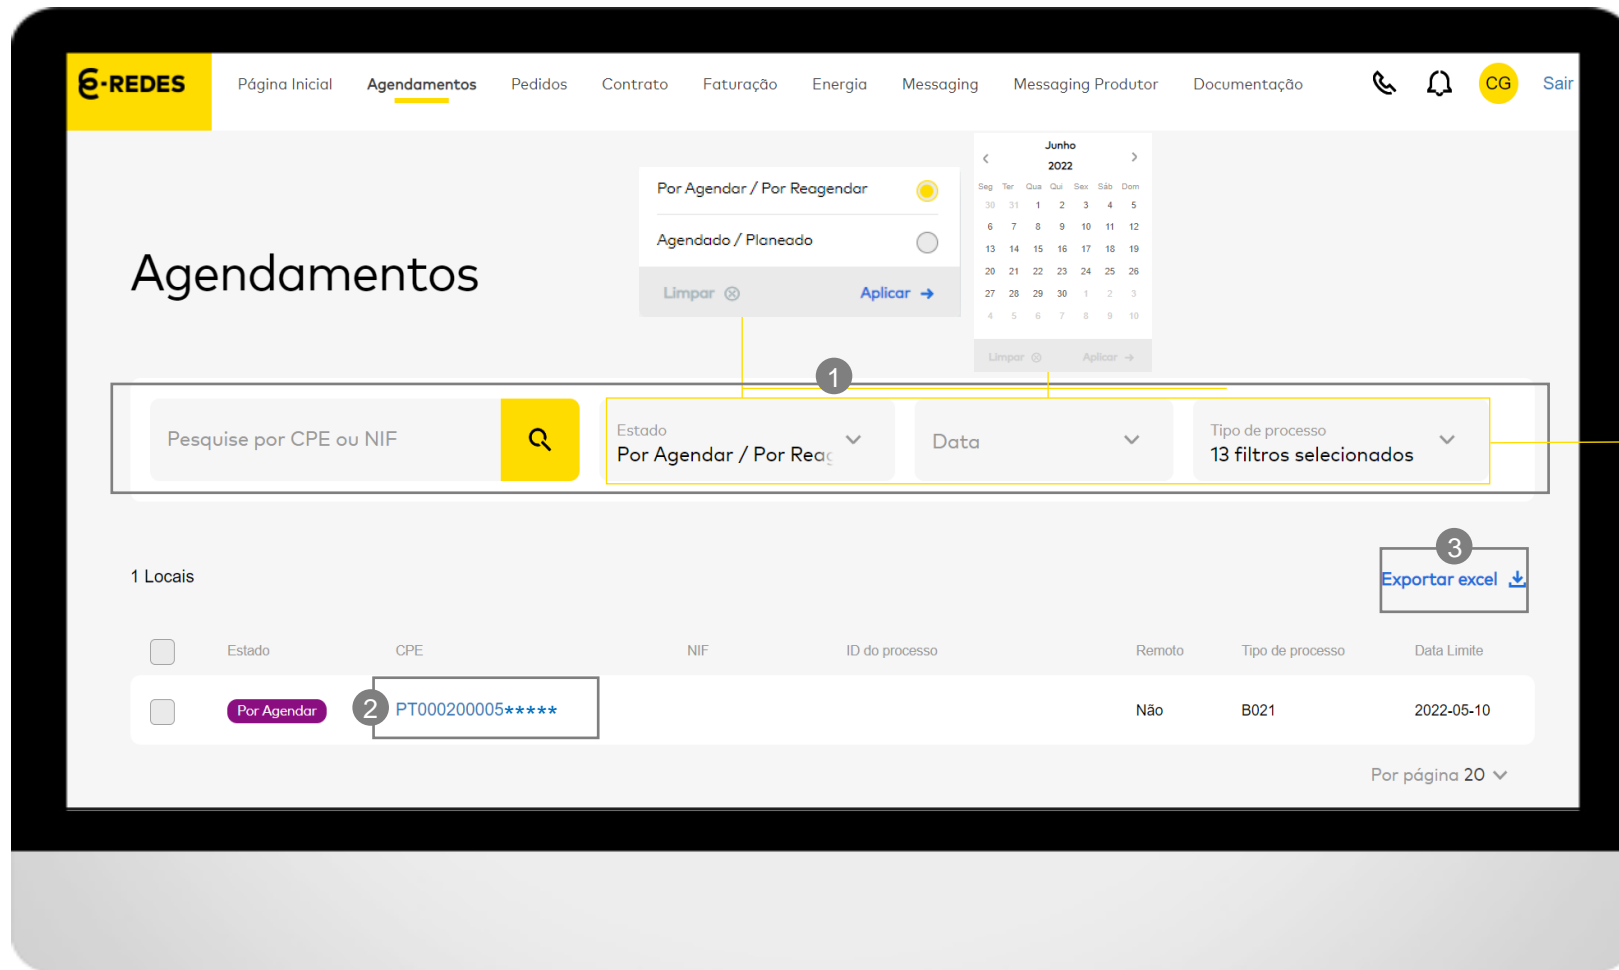 E-REDES
Página Inicial
Agendamentos
Pedidos
Contrato
Faturação
Energia
Messaging
Messaging Produtor
Documentação
CG
Sair
Agendamentos
Por Agendar / Por Reagendar
Agendado / Planeado
Limpar
Aplicar →
Junho
2022
Seg Ter Qua Qui Sex Sáb Dom
30 31 1 2 3 4 5
6 7 8 9 10 11 12
13 14 15 16 17 18 19
20 21 22 23 24 25 26
27 28 29 30 1 2 3
4 5 6 7 8 9 10
Limpar
Aplicar →
1
Pesquise por CPE ou NIF
Estado
Por Agendar / Por Reag
Data
Tipo de processo
13 filtros selecionados
1 Locais
3
Exportar excel
Estado CPE NIF ID do processo Remoto Tipo de processo Data Limite
Por Agendar 2 PT000200005***** Não B021 2022-05-10
Por página 20